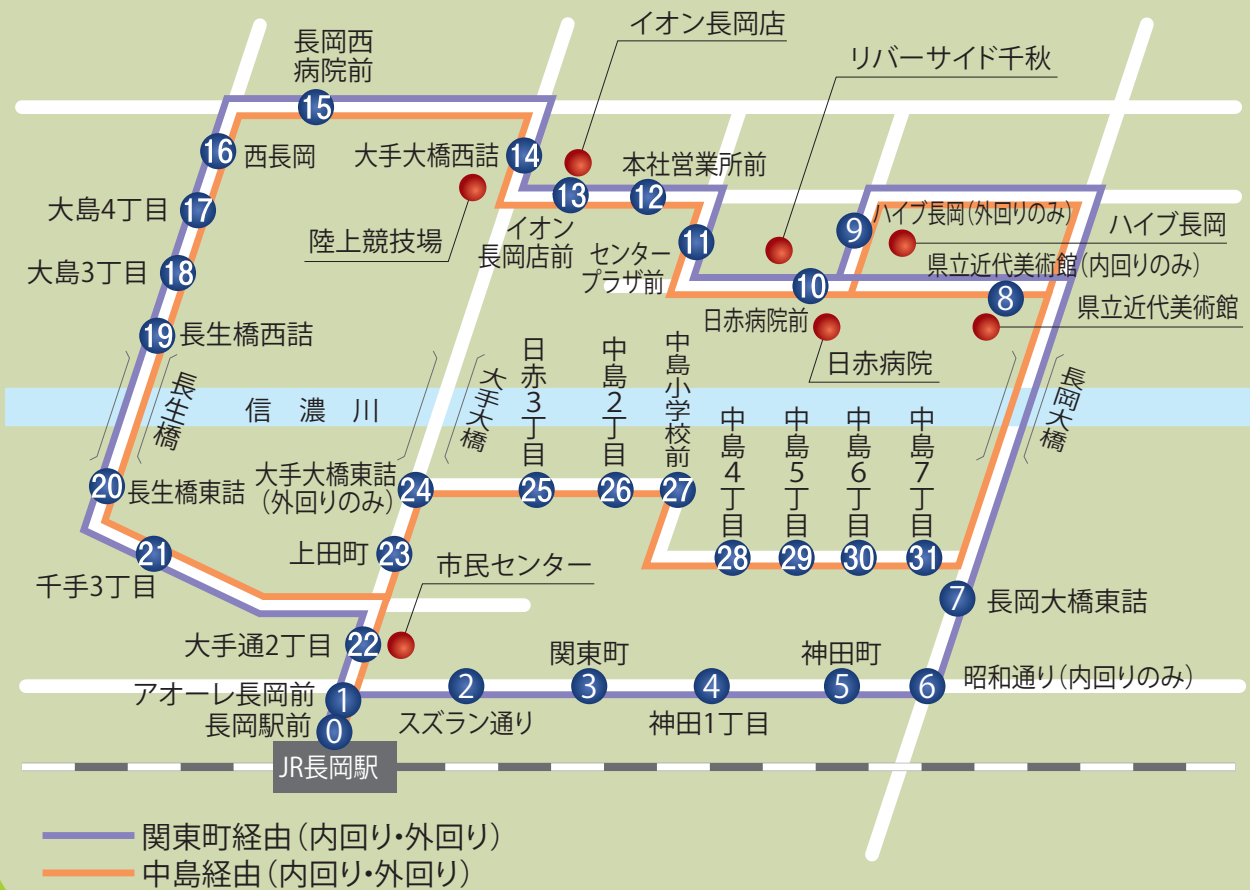 イオン長岡店
長岡西
病院前
リバーサイド千秋
15
16
西長岡
大手大橋西詰
14
本社営業所前
13
12
大島4丁目
17
陸上競技場
イオン
長岡店前
センター
プラザ前
11
9
ハイブ長岡(外回りのみ)
ハイブ長岡
県立近代美術館(内回りのみ)
大島3丁目
18
10
8
日赤病院前
県立近代美術館
19
長生橋西詰
日赤病院
長生橋
信濃川
大手大橋
日赤3丁目
中島2丁目
中島小学校前
中島4丁目
中島5丁目
中島6丁目
中島7丁目
長岡大橋
20
長生橋東詰
大手大橋東詰
(外回りのみ)
24
25
26
27
21
千手3丁目
上田町
23
28
29
30
31
市民センター
7
長岡大橋東詰
大手通2丁目
22
関東町
神田町
アオーレ長岡前
1
2
3
4
5
6
昭和通り(内回りのみ)
長岡駅前
0
スズラン通り
神田1丁目
JR長岡駅
関東町経由(内回り・外回り)
中島経由(内回り・外回り)